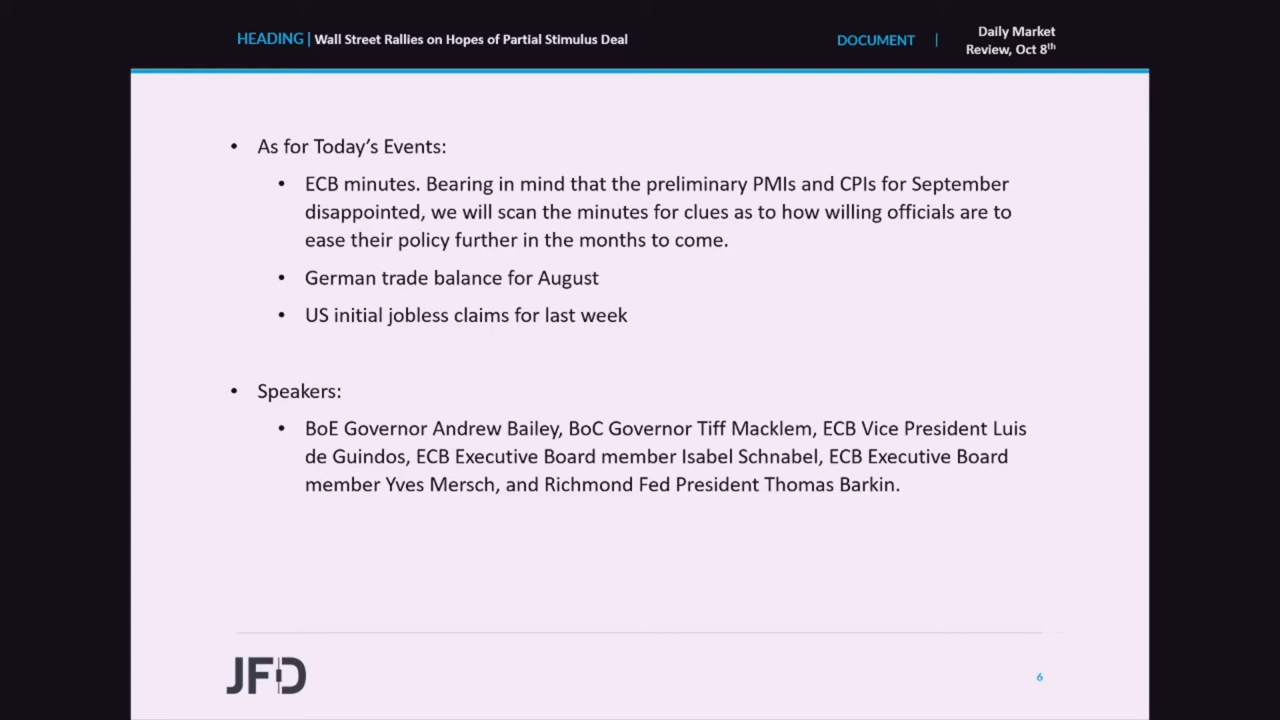 HEADING | Wall Street Rallies on Hopes of Partial Stimulus Deal
DOCUMENT |
Daily Market
Review, Oct 8th
• As for Today's Events:
• ECB minutes. Bearing in mind that the preliminary PMIs and CPIs for September
disappointed, we will scan the minutes for clues as to how willing officials are to
ease their policy further in the months to come.
• German trade balance for August
• US initial jobless claims for last week
• Speakers:
• BoE Governor Andrew Bailey, BoC Governor Tiff Macklem, ECB Vice President Luis
de Guindos, ECB Executive Board member Isabel Schnabel, ECB Executive Board
member Yves Mersch, and Richmond Fed President Thomas Barkin.
JFD
6